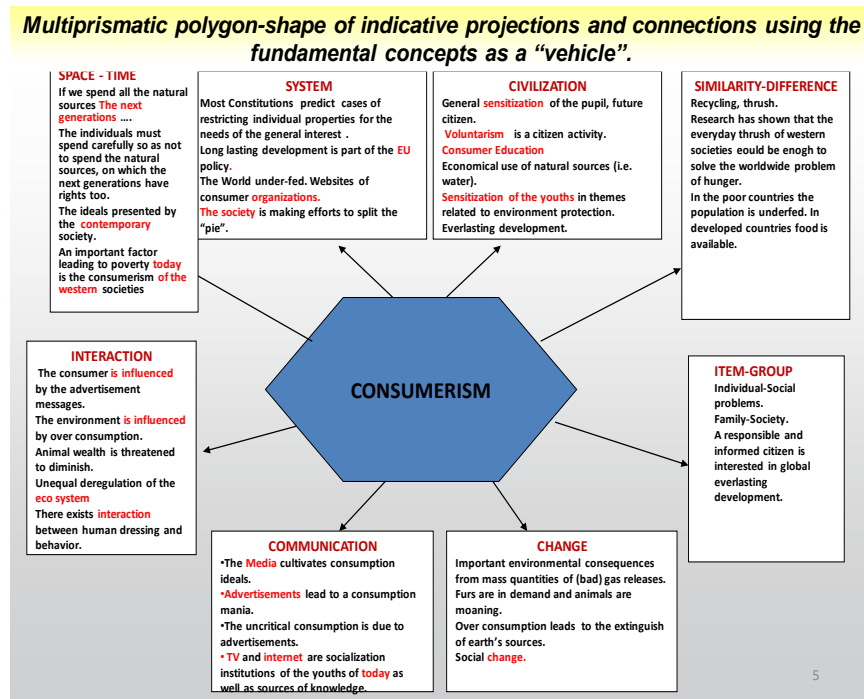 Multiprismatic polygon-shape of indicative projections and connections using the
fundamental concepts as a “vehicle”.
SPACE - TIME
If we spend all the natural
sources The next
generations ....
The individuals must
spend carefully so as not
to spend the natural
sources, on which the
next generations have
rights too.
The ideals presented by
the contemporary
society.
An important factor
leading to poverty today
is the consumerism of the
western societies
SYSTEM
Most Constitutions predict cases of
restricting individual properties for the
needs of the general interest .
Long lasting development is part of the EU
policy.
The World under-fed. Websites of
consumer organizations.
The society is making efforts to split the
“pie”.
CIVILIZATION
General sensitization of the pupil, future
citizen.
Voluntarism is a citizen activity.
Consumer Education
Economical use of natural sources (i.e.
water).
Sensitization of the youths in themes
related to environment protection.
Everlasting development.
SIMILARITY-DIFFERENCE
Recycling, thrush.
Research has shown that the
everyday thrush of western
societies eould be enogh to
solve the worldwide problem
of hunger.
In the poor countries the
population is underfed. In
developed countries food is
available.
INTERACTION
The consumer is influenced
by the advertisement
messages.
The environment is influenced
by over consumption.
Animal wealth is threatened
to diminish.
Unequal deregulation of the
eco system
There exists interaction
between human dressing and
behavior.
CONSUMERISM
ITEM-GROUP
Individual-Social
problems.
Family-Society.
A responsible and
informed citizen is
interested in global
everlasting
development.
COMMUNICATION
•The Media cultivates consumption
ideals.
•Advertisements lead to a consumption
mania.
•The uncritical consumption is due to
advertisements.
• TV and internet are socialization
institutions of the youths of today as
well as sources of knowledge.
CHANGE
Important environmental consequences
from mass quantities of (bad) gas releases.
Furs are in demand and animals are
moaning.
Over consumption leads to the extinguish
of earth’s sources.
Social change.
5